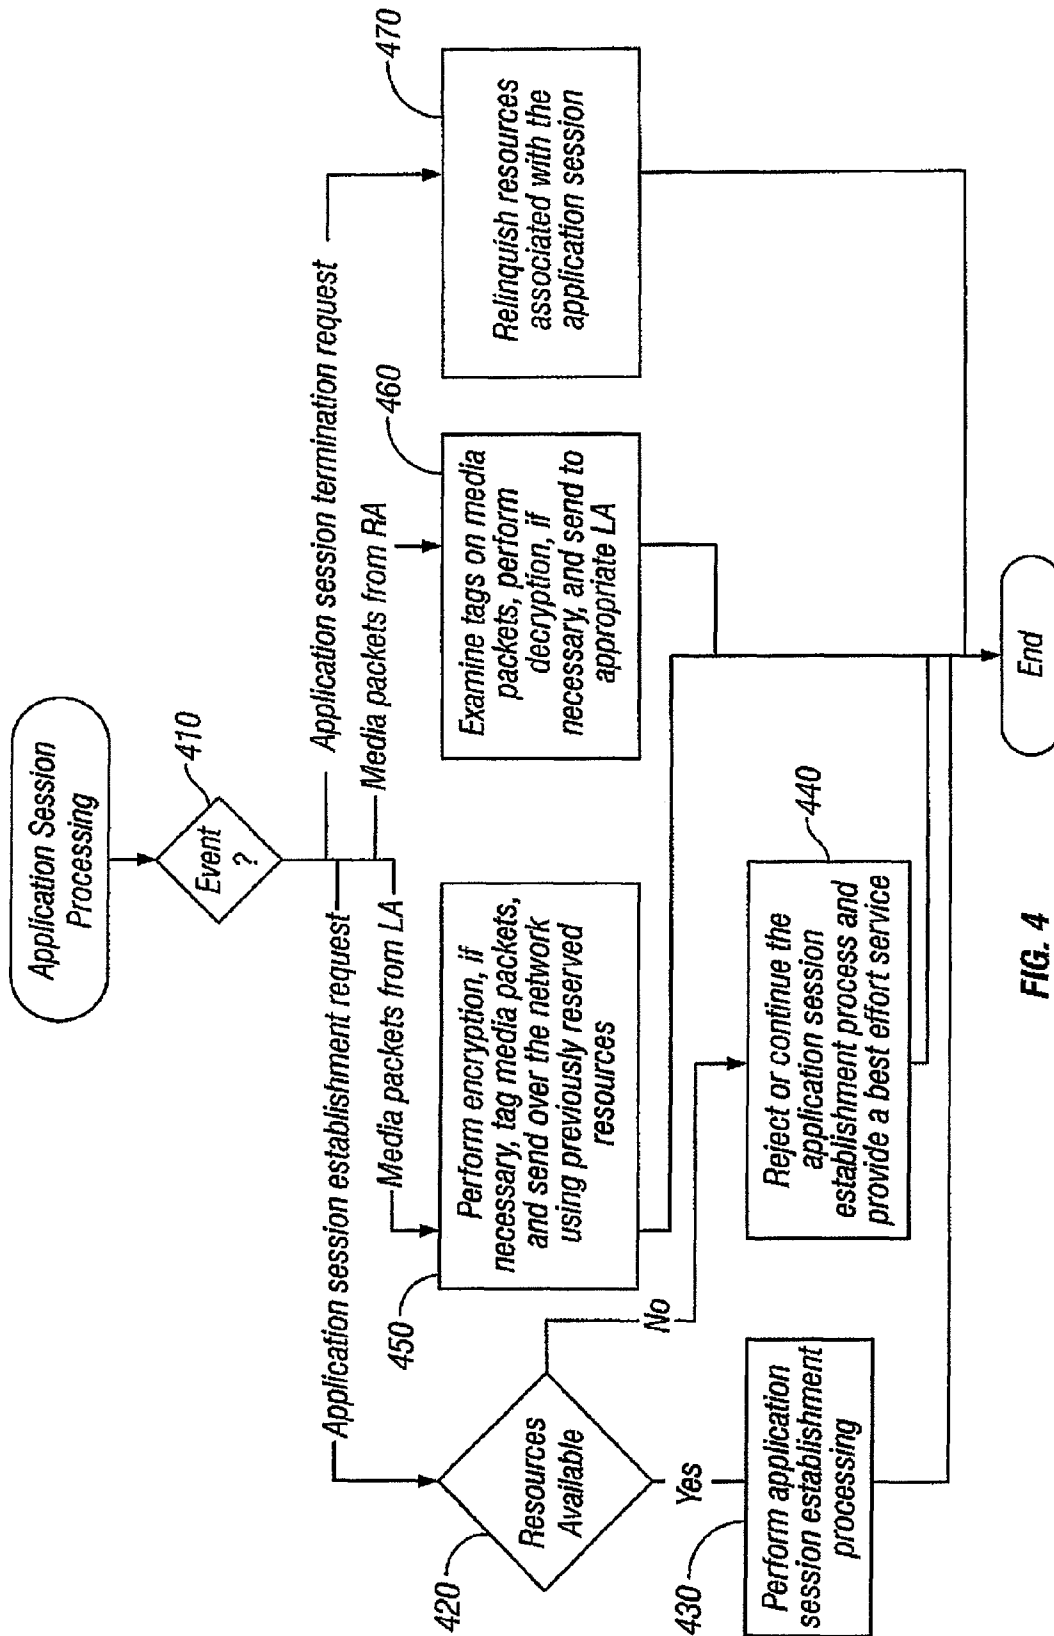 Application Session
Processing
410
Event
?
Application session establishment request
Media packets from LA
Media packets from RA
Application session termination request
420
Resources
Available
Yes
No
430
Perform application
session establishment
processing
440
Reject or continue the
application session
establishment process and
provide a best effort service
450
Perform encryption, if
necessary, tag media packets,
and send over the network
using previously reserved
resources
460
Examine tags on media
packets, perform
decryption, if
necessary, and send to
appropriate LA
470
Relinquish resources
associated with the
application session
End
FIG. 4